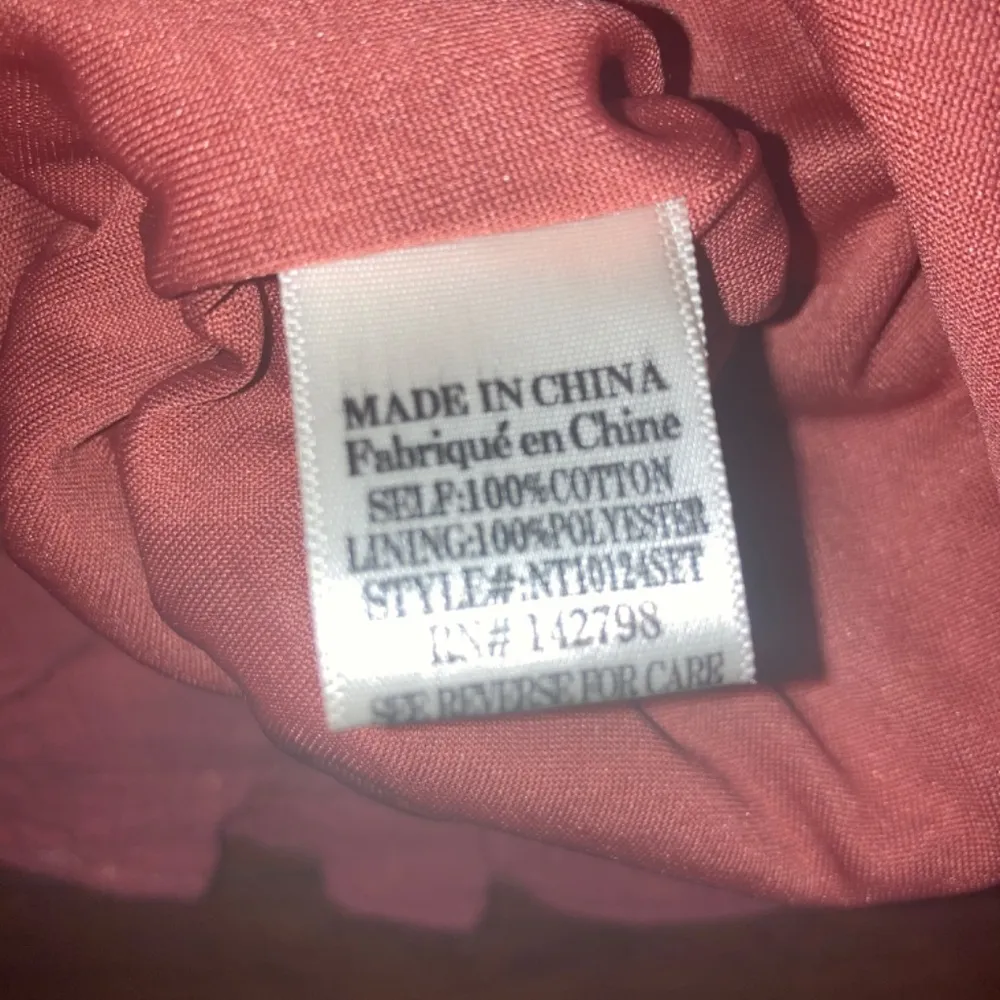 MADE IN CHINA
Fabriqué en Chine
SELF:100%COTTON
LINING:100%POLYESTER
STYLE#:NT10124SET
RN# 142798
SEE REVERSE FOR CARE